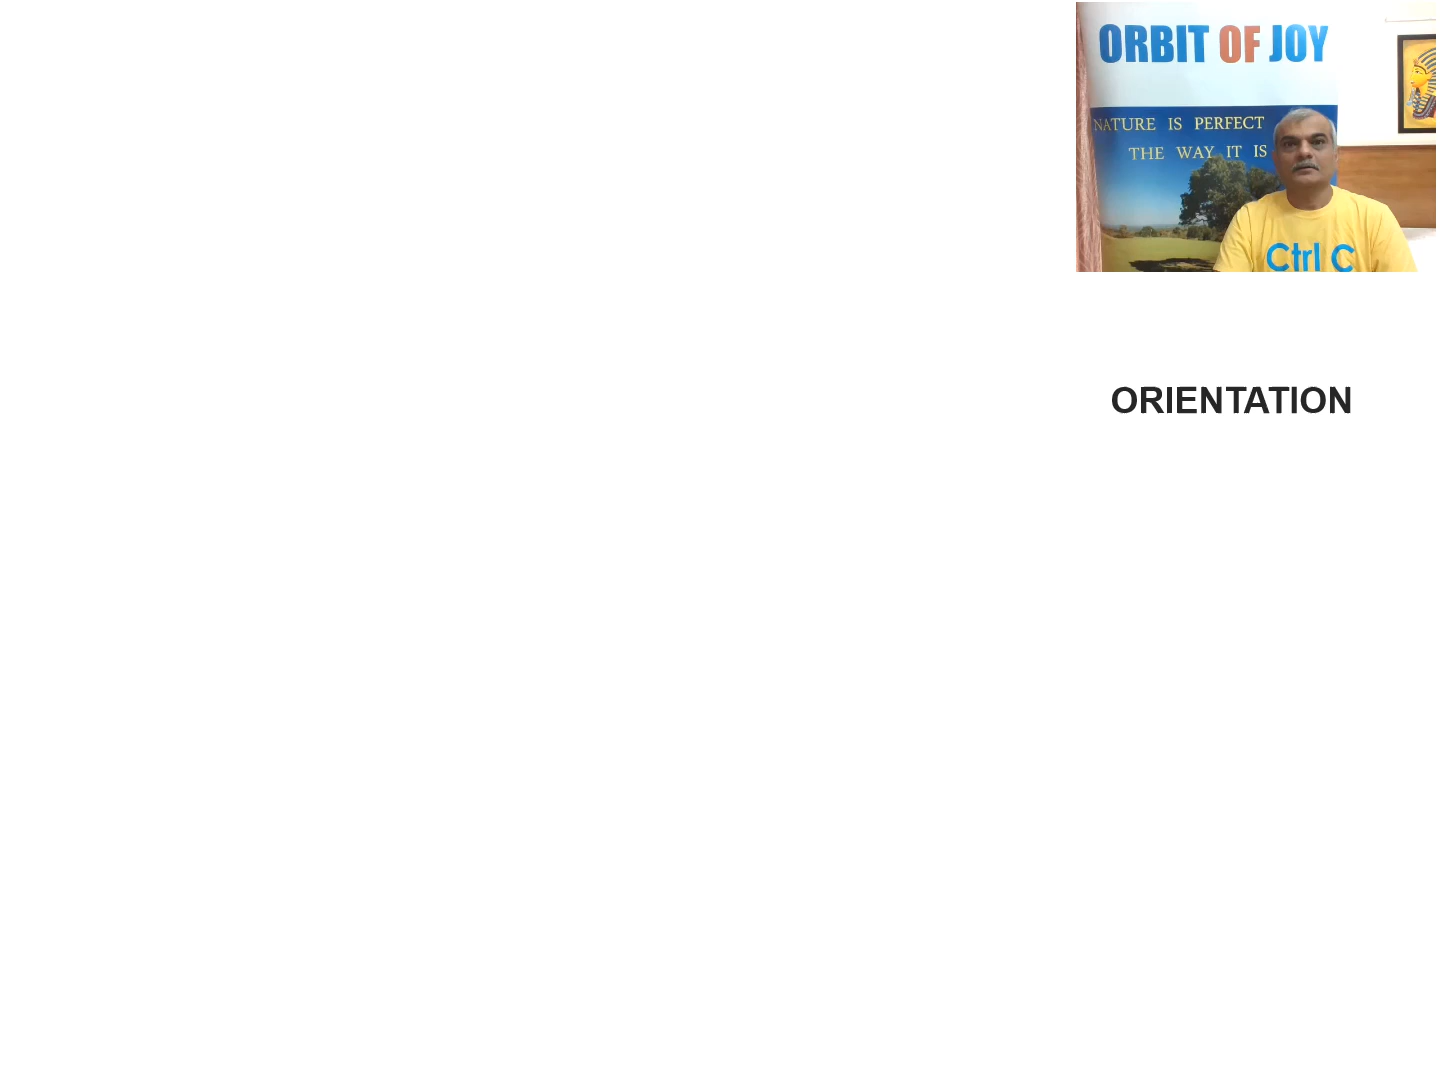 ORBIT OF JOY
NATURE IS PERFECT
THE WAY IT IS
Ctrl C
ORIENTATION